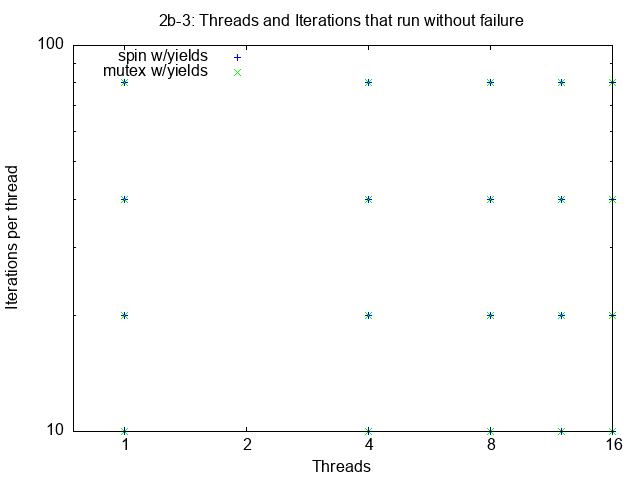 2b-3: Threads and Iterations that run without failure
100
spin w/yields
mutex w/yields
Iterations per thread
10
1 2 4 8 16
Threads